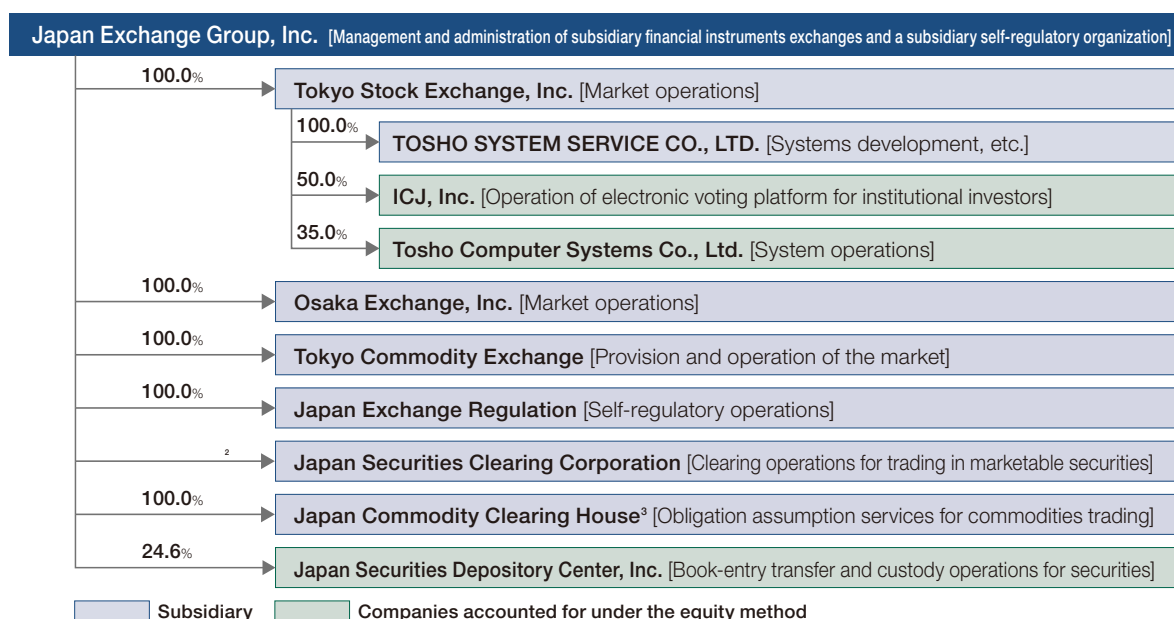 Japan Exchange Group, Inc. [Management and administration of subsidiary financial instruments exchanges and a subsidiary self-regulatory organization]
100.0%
Tokyo Stock Exchange, Inc. [Market operations]
100.0%
TOSHO SYSTEM SERVICE CO., LTD. [Systems development, etc.]
50.0%
ICJ, Inc. [Operation of electronic voting platform for institutional investors]
35.0%
Tosho Computer Systems Co., Ltd. [System operations]
100.0%
Osaka Exchange, Inc. [Market operations]
100.0%
Tokyo Commodity Exchange [Provision and operation of the market]
100.0%
Japan Exchange Regulation [Self-regulatory operations]
2
Japan Securities Clearing Corporation [Clearing operations for trading in marketable securities]
100.0%
Japan Commodity Clearing House³ [Obligation assumption services for commodities trading]
24.6%
Japan Securities Depository Center, Inc. [Book-entry transfer and custody operations for securities]
Subsidiary Companies accounted for under the equity method